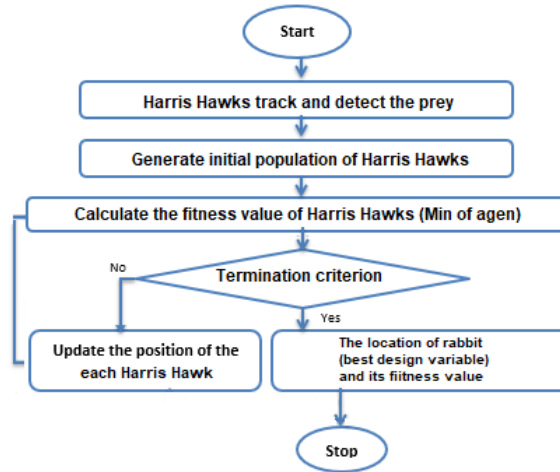 Start
Harris Hawks track and detect the prey
Generate initial population of Harris Hawks
Calculate the fitness value of Harris Hawks (Min of agen)
Termination criterion
No
Yes
Update the position of the
each Harris Hawk
The location of rabbit
(best design variable)
and its fiitness value
Stop